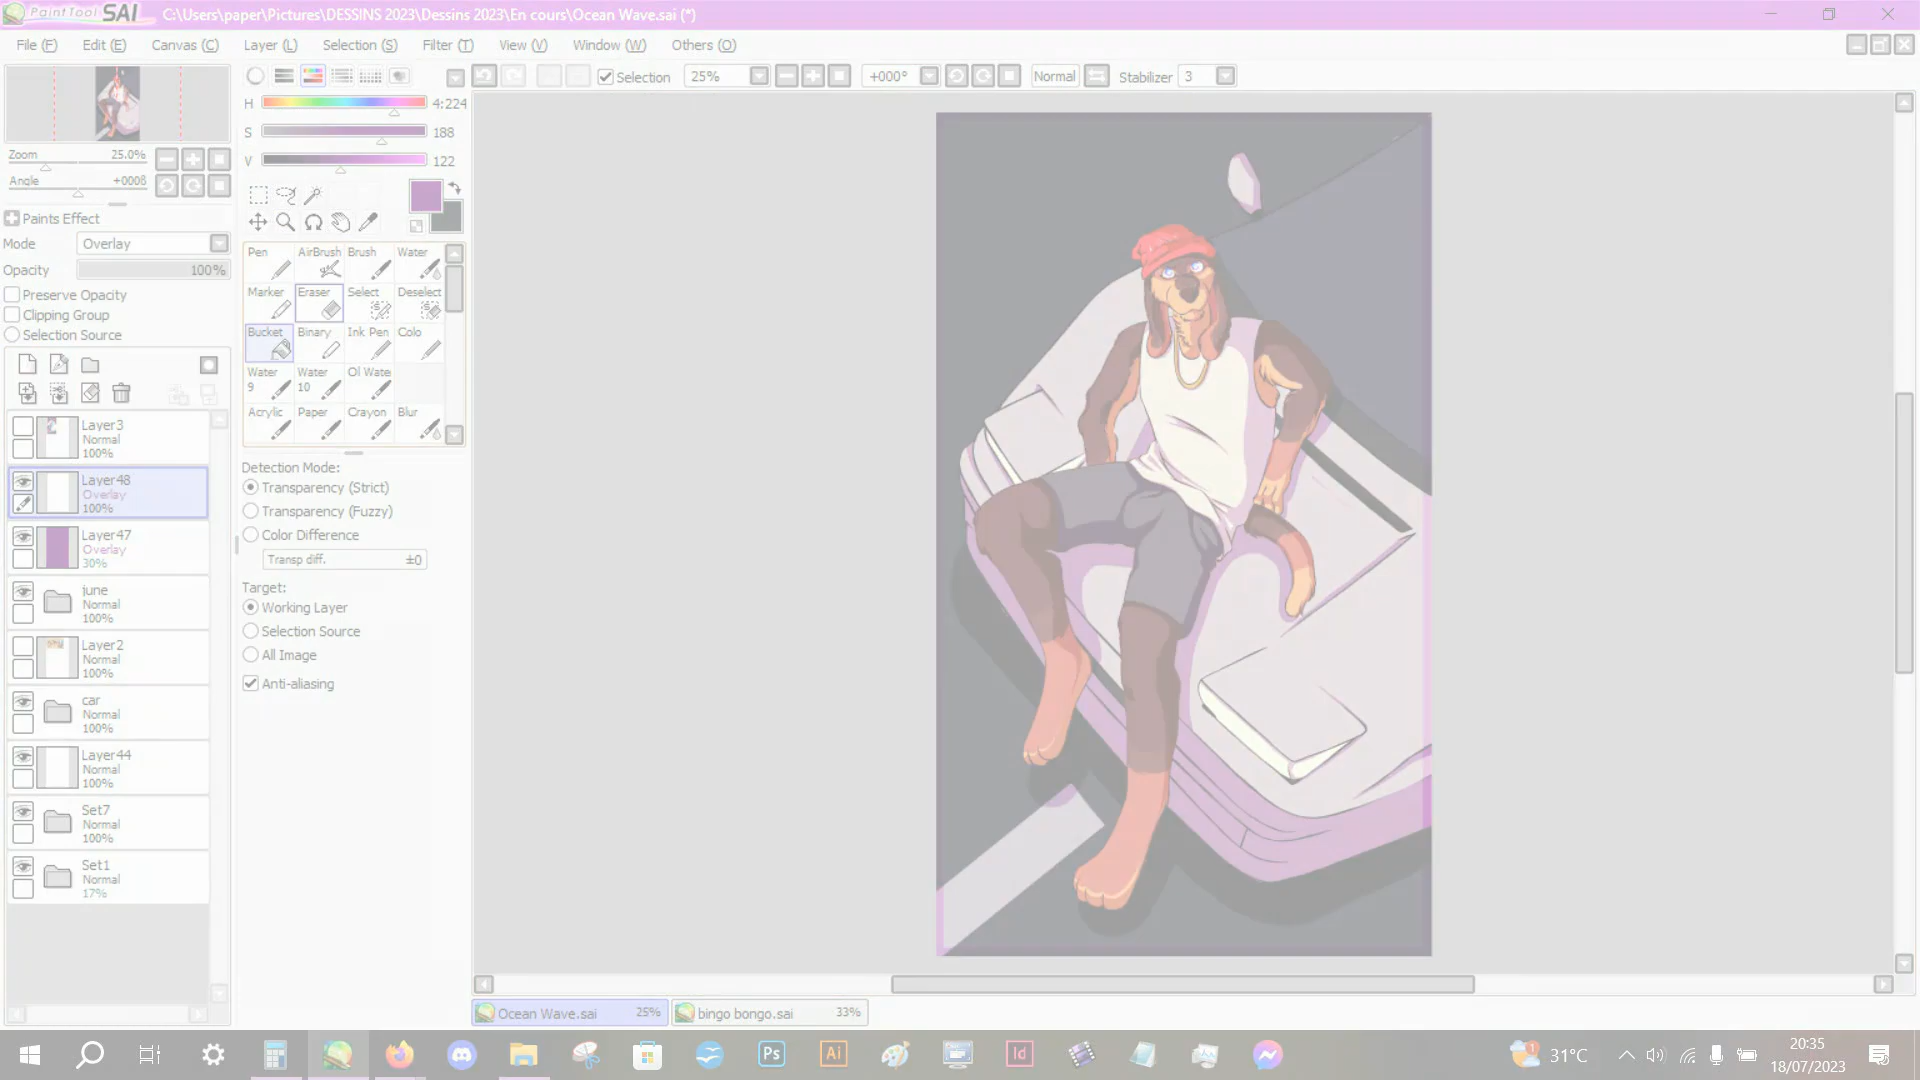 PaintTool SAI C:\Users\paper\Pictures\DESSINS 2023\Dessins 2023\En cours\Ocean Wave.sai (*)
File (F) Edit (E) Canvas (C) Layer (L) Selection (S) Filter (T) View (V) Window (W) Others (O)
Selection 25% +000° Normal Stabilizer 3
H 4:224
S 188
V 122
Zoom 25.0%
Angle +000ß
Paints Effect
Mode Overlay
Opacity 100%
Preserve Opacity
Clipping Group
Selection Source
Layer3
Normal
100%
Layer48
Overlay
100%
Layer47
Overlay
30%
june
Normal
100%
Layer2
Normal
100%
car
Normal
100%
Layer44
Normal
100%
Set7
Normal
100%
Set1
Normal
17%
Pen AirBrush Brush Water
Marker Eraser Select Deselect
Bucket Binary Ink Pen Colo
Water 9 Water 10 Oil Wate
Acrylic Paper Crayon Blur
Detection Mode:
Transparency (Strict)
Transparency (Fuzzy)
Color Difference
Transp diff. ±0
Target:
Working Layer
Selection Source
All Image
Anti-aliasing
Ocean Wave.sai 25% bingo bongo.sai 33%
Ps Ai Id
1
31°C
20:35
18/07/2023